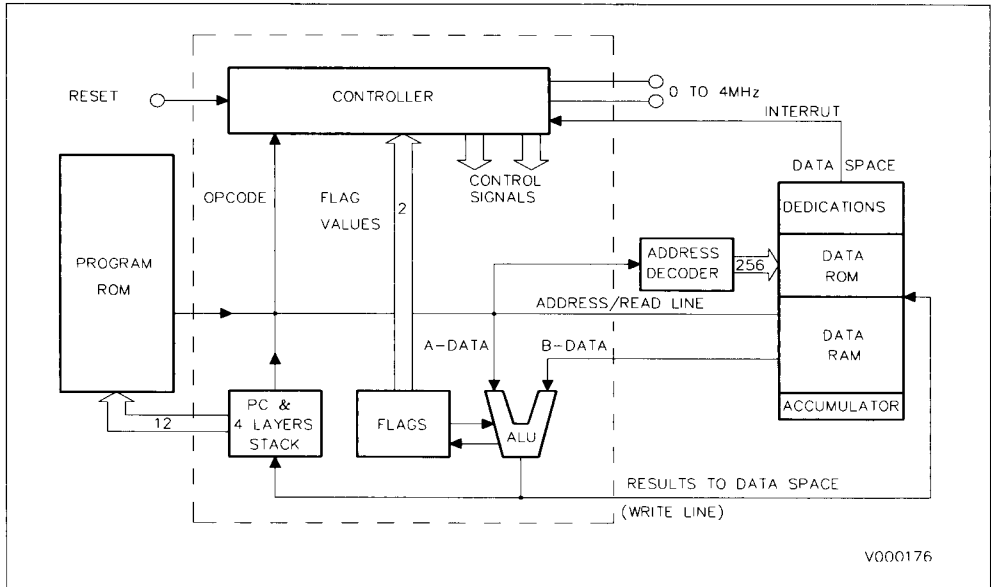 RESET
CONTROLLER
0 TO 4MHz
INTERRUT
OPCODE
FLAG
VALUES
2
CONTROL
SIGNALS
DATA SPACE
DEDICATIONS
PROGRAM
ROM
ADDRESS
DECODER
256
DATA
ROM
ADDRESS/READ LINE
A-DATA
B-DATA
DATA
RAM
ACCUMULATOR
12
PC &
4 LAYERS
STACK
FLAGS
ALU
RESULTS TO DATA SPACE
(WRITE LINE)
V000176